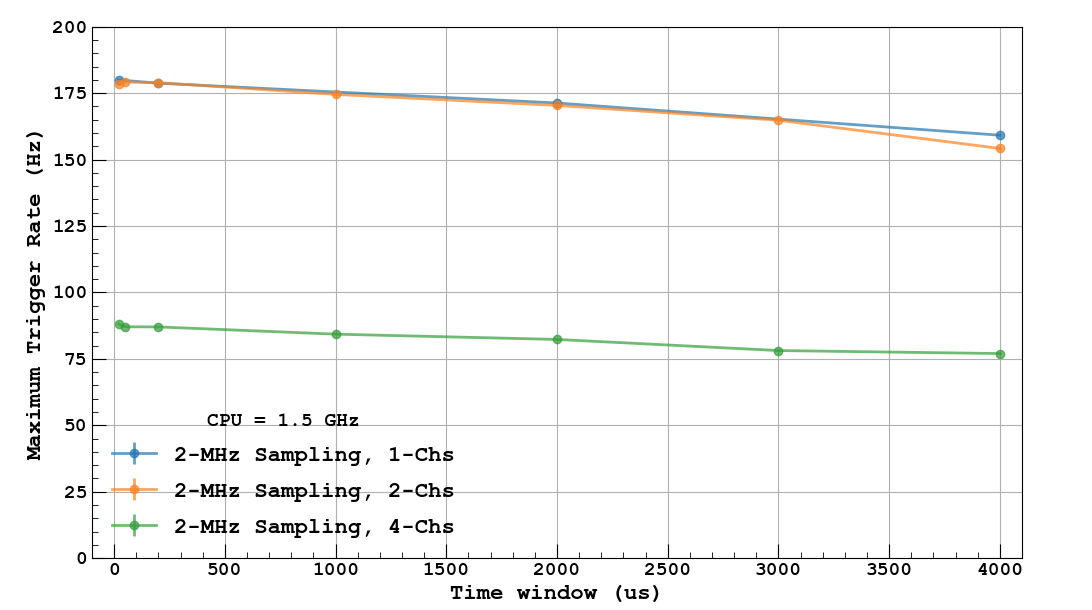 200
175
150
125
100
75
50
25
0
Maximum Trigger Rate (Hz)
CPU = 1.5 GHz
2-MHz Sampling, 1-Chs
2-MHz Sampling, 2-Chs
2-MHz Sampling, 4-Chs
0 500 1000 1500 2000 2500 3000 3500 4000
Time window (us)